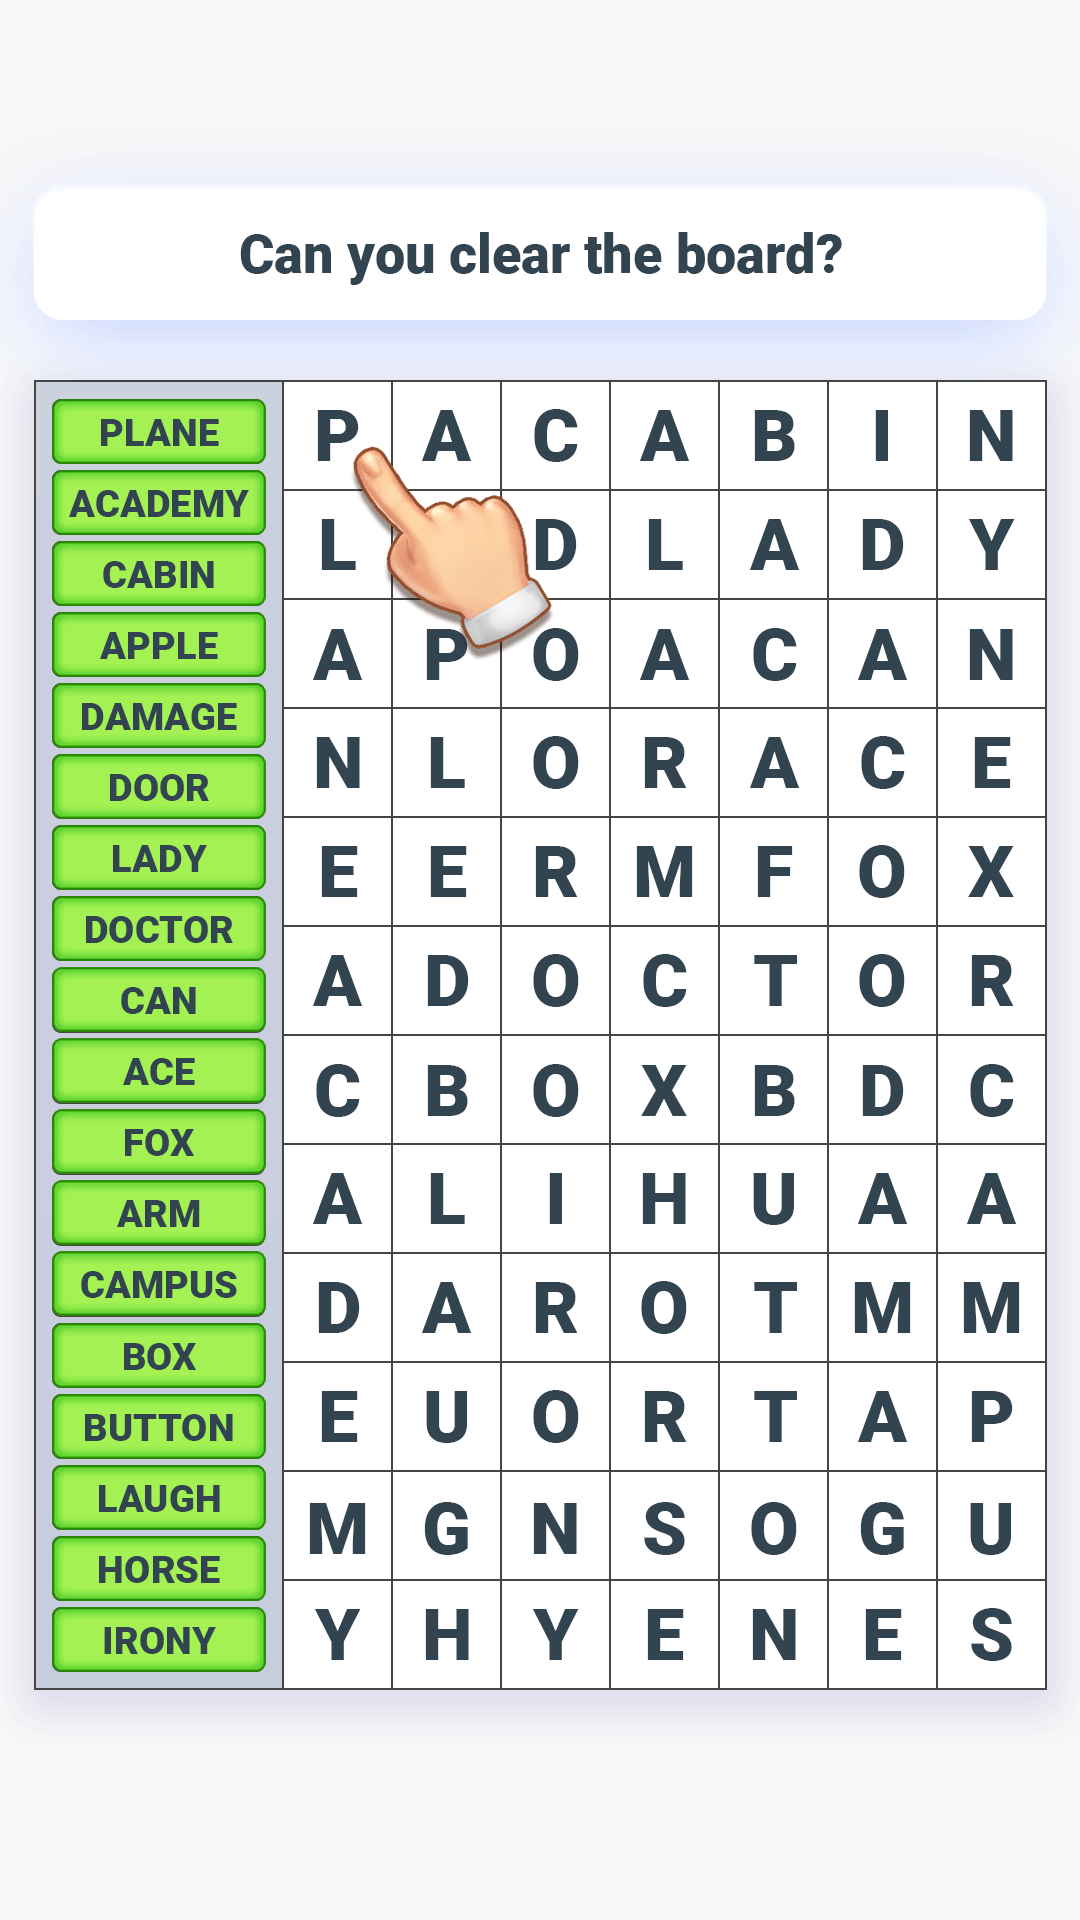 Can you clear the board?
PLANE
ACADEMY
CABIN
APPLE
DAMAGE
DOOR
LADY
DOCTOR
CAN
ACE
FOX
ARM
CAMPUS
BOX
BUTTON
LAUGH
HORSE
IRONY
P A C A B I N
L D L A D Y
A P O A C A N
N L O R A C E
E E R M F O X
A D O C T O R
C B O X B D C
A L I H U A A
D A R O T M M
E U O R T A P
M G N S O G U
Y H Y E N E S